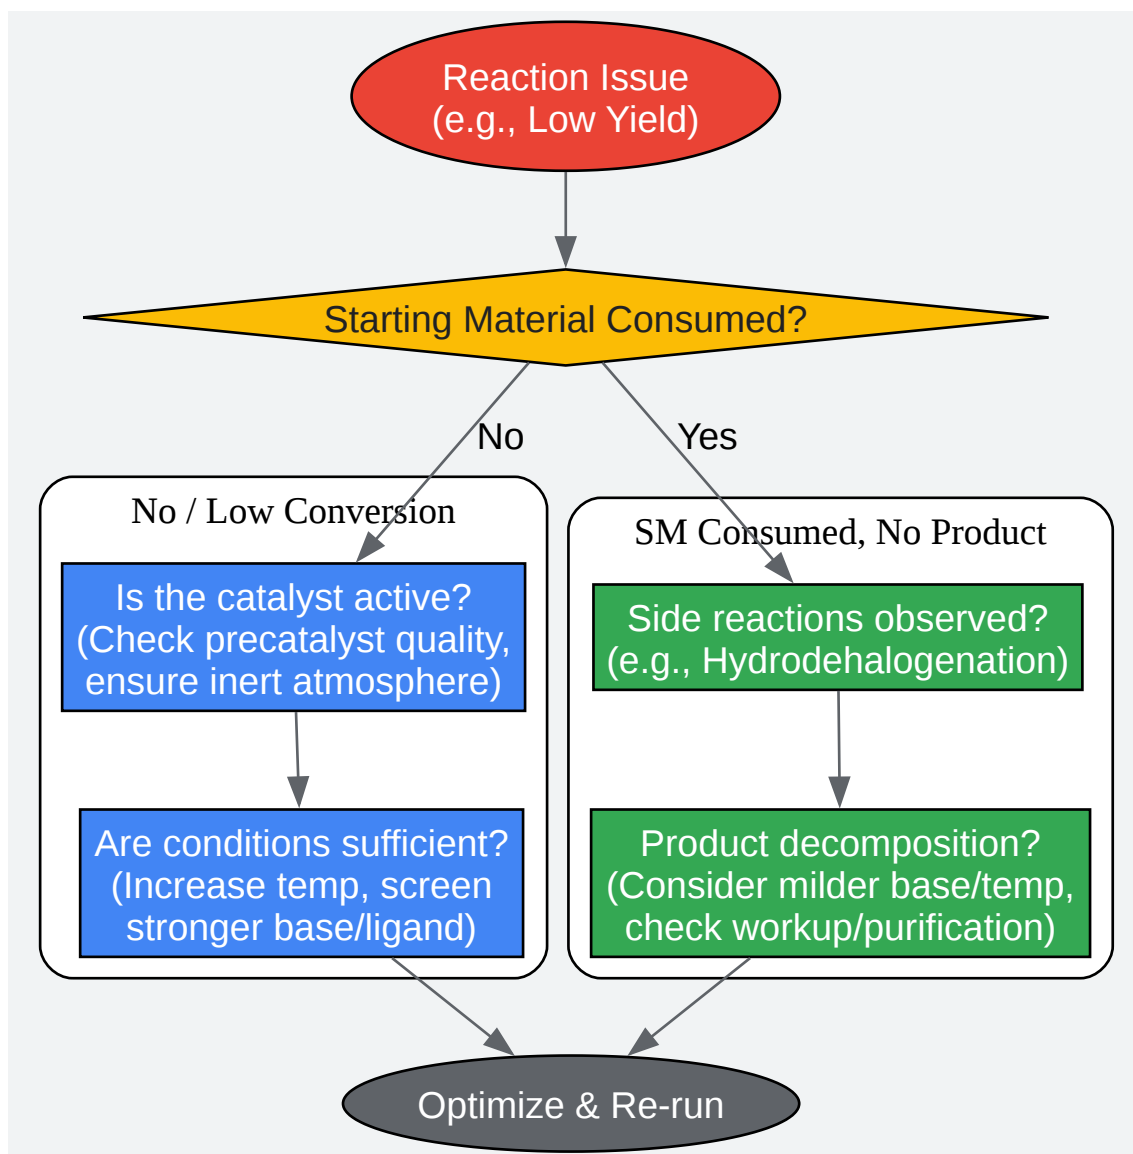 Reaction Issue
(e.g., Low Yield)
Starting Material Consumed?
No
Yes
No / Low Conversion
Is the catalyst active?
(Check precatalyst quality,
ensure inert atmosphere)
Are conditions sufficient?
(Increase temp, screen
stronger base/ligand)
SM Consumed, No Product
Side reactions observed?
(e.g., Hydrodehalogenation)
Product decomposition?
(Consider milder base/temp,
check workup/purification)
Optimize & Re-run